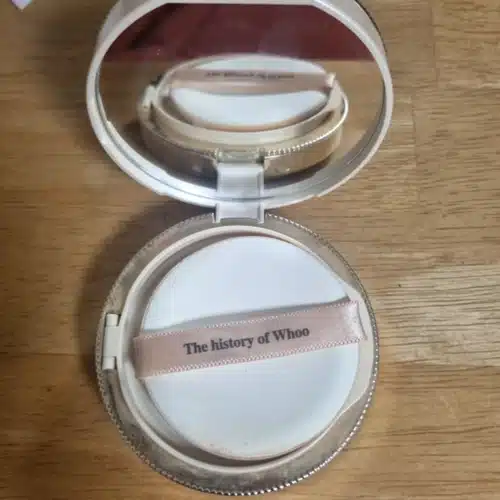 The history of Whoo